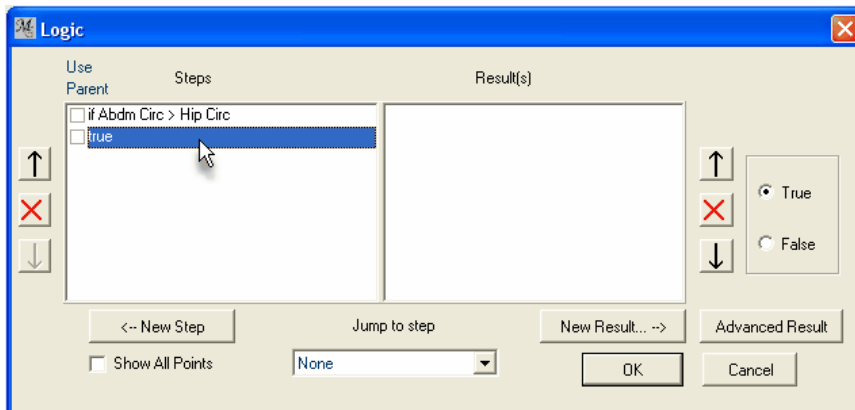 Logic
Use
Parent
Steps
Result(s)
if Abdm Circ > Hip Circ
true
True
False
<-- New Step
Jump to step
New Result... -->
Advanced Result
Show All Points
None
OK
Cancel